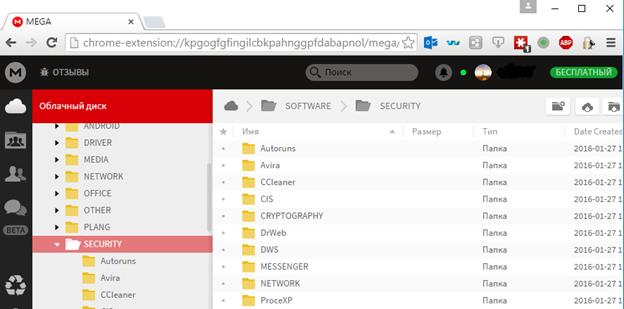 MEGA
chrome-extension://kpgogfgfingilcbkpahnggpfdabapnol/mega/
ABP
ОТЗЫВЫ
Поиск
БЕСПЛАТНЫЙ
Облачный диск
SOFTWARE
SECURITY
Имя
Размер
Тип
Date Created
ANDROID
DRIVER
MEDIA
NETWORK
OFFICE
OTHER
PLANG
SECURITY
Autoruns
Avira
CCleaner
BETA
Autoruns Папка 2016-01-27 1
Avira Папка 2016-01-27 1
CCleaner Папка 2016-01-27 1
CIS Папка 2016-01-27 1
CRYPTOGRAPHY Папка 2016-01-27 1
DrWeb Папка 2016-01-27 1
DWS Папка 2016-01-27 1
MESSENGER Папка 2016-01-27 1
NETWORK Папка 2016-01-27 1
ProceXP Папка 2016-01-27 1